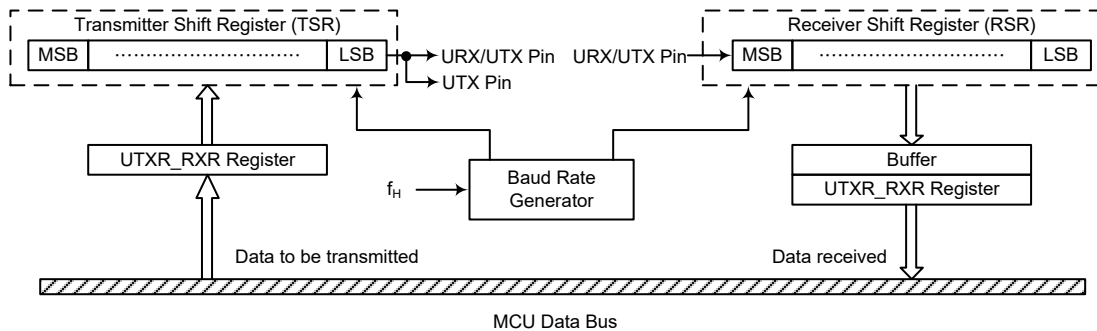 Transmitter Shift Register (TSR)
Receiver Shift Register (RSR)
MSB LSB
URX/UTX Pin
UTX Pin
URX/UTX Pin
MSB LSB
UTXR_RXR Register
fH
Baud Rate
Generator
Buffer
UTXR_RXR Register
Data to be transmitted
Data received
MCU Data Bus